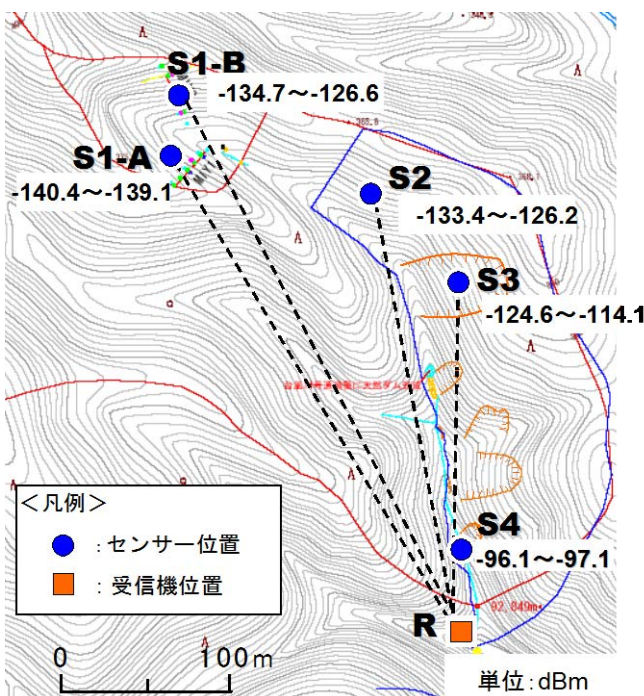 S1-B
-134.7～-126.6
S1-A
-140.4～-139.1
S2
-133.4～-126.2
S3
-124.6～-114.1
S4
-96.1～-97.1
＜凡例＞
：センサー位置
：受信機位置
R
92,849m
0 100m
単位：dBm